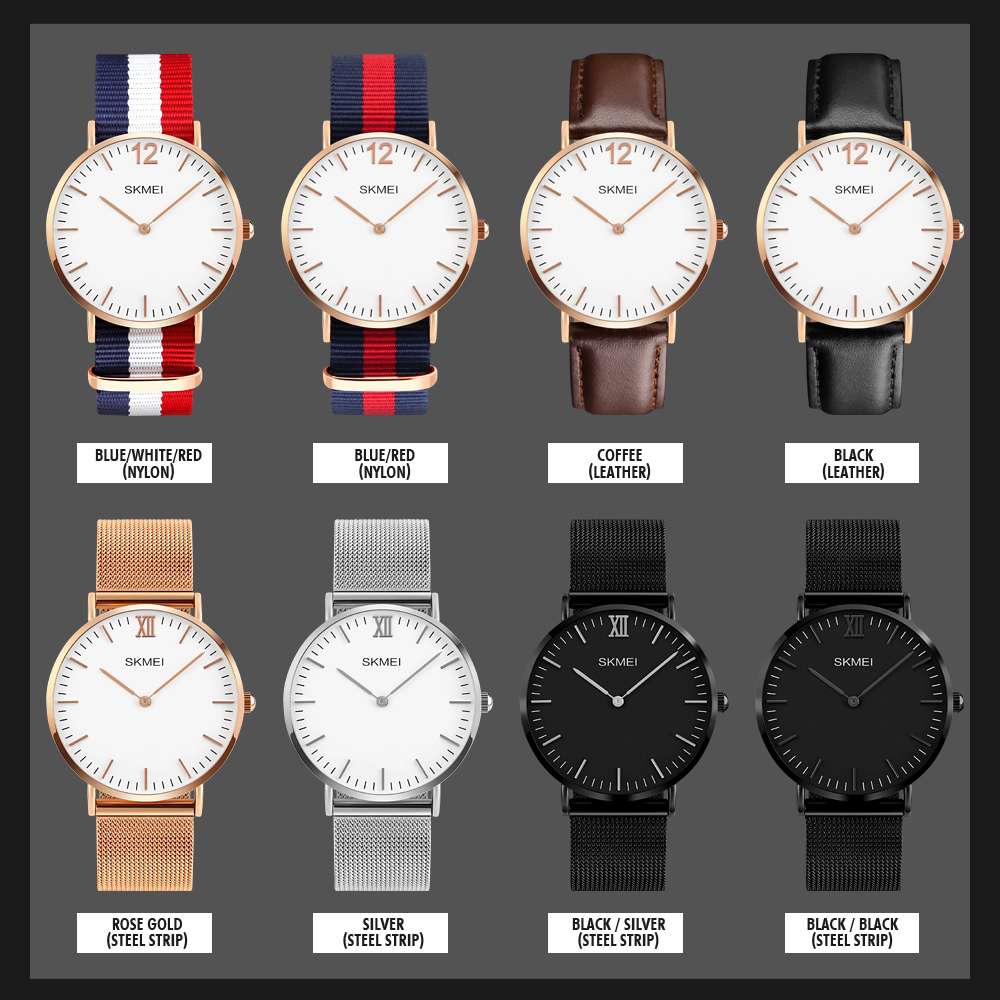 12
SKMEI
12
SKMEI
12
SKMEI
12
SKMEI
BLUE/WHITE/RED
(NYLON)
BLUE/RED
(NYLON)
COFFEE
(LEATHER)
BLACK
(LEATHER)
XII
SKMEI
XII
SKMEI
XII
SKMEI
XII
SKMEI
ROSE GOLD
(STEEL STRIP)
SILVER
(STEEL STRIP)
BLACK / SILVER
(STEEL STRIP)
BLACK / BLACK
(STEEL STRIP)